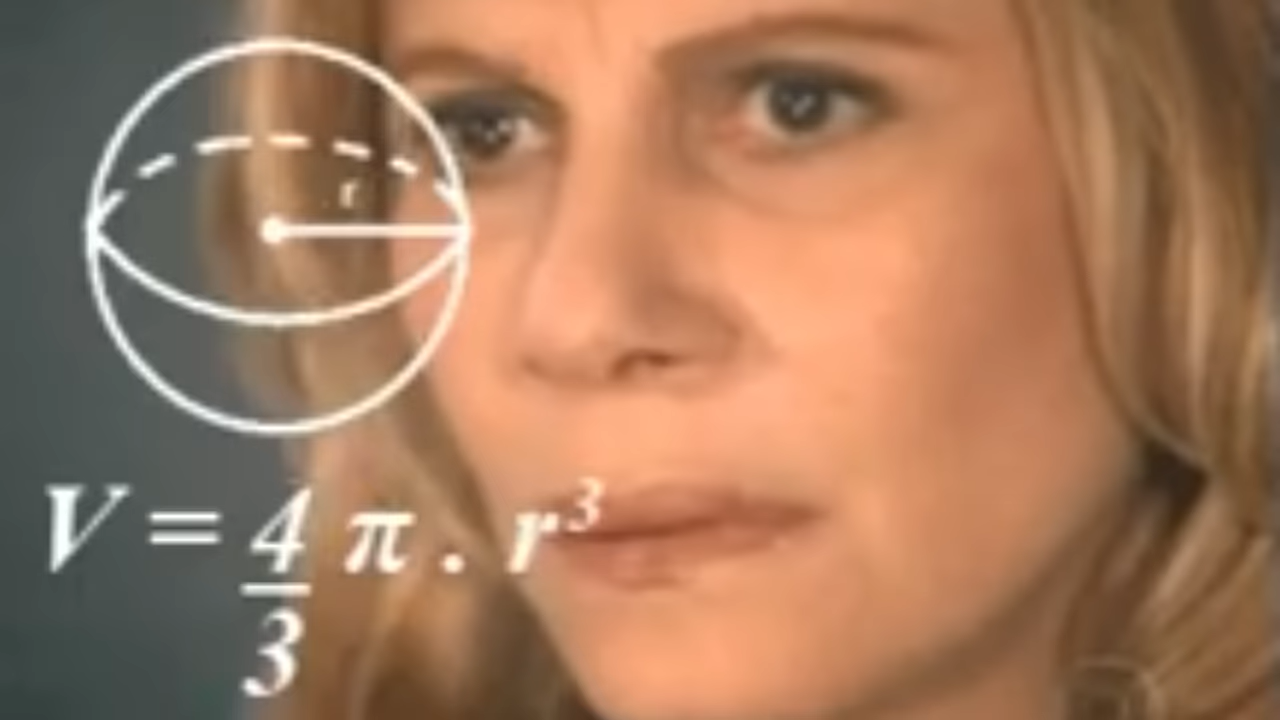 r
V = 4/3 π . r³